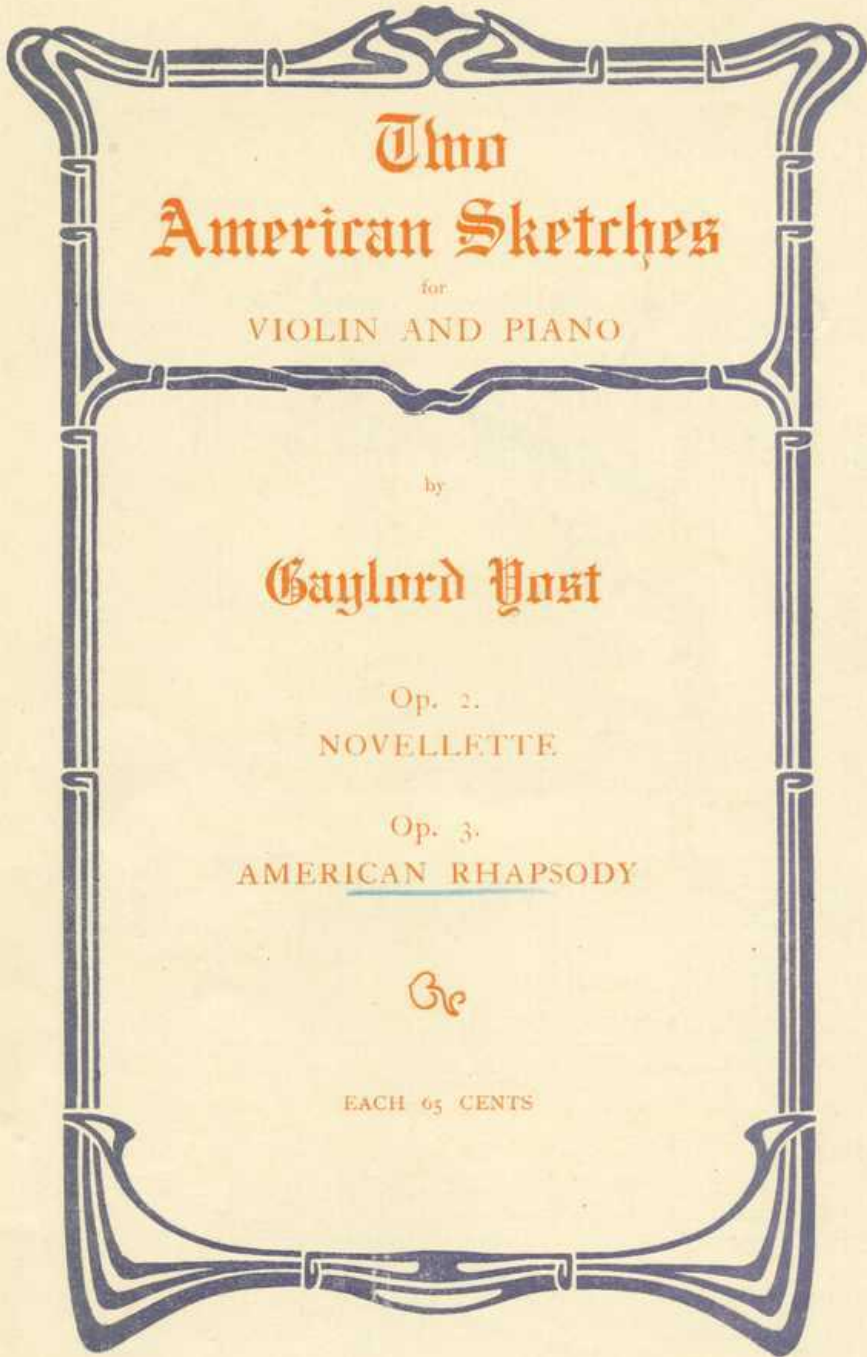 Two
American Sketches
for
VIOLIN AND PIANO
by
Gaylord Yost
Op. 2.
NOVELLETTE
Op. 3.
AMERICAN RHAPSODY
EACH 65 CENTS